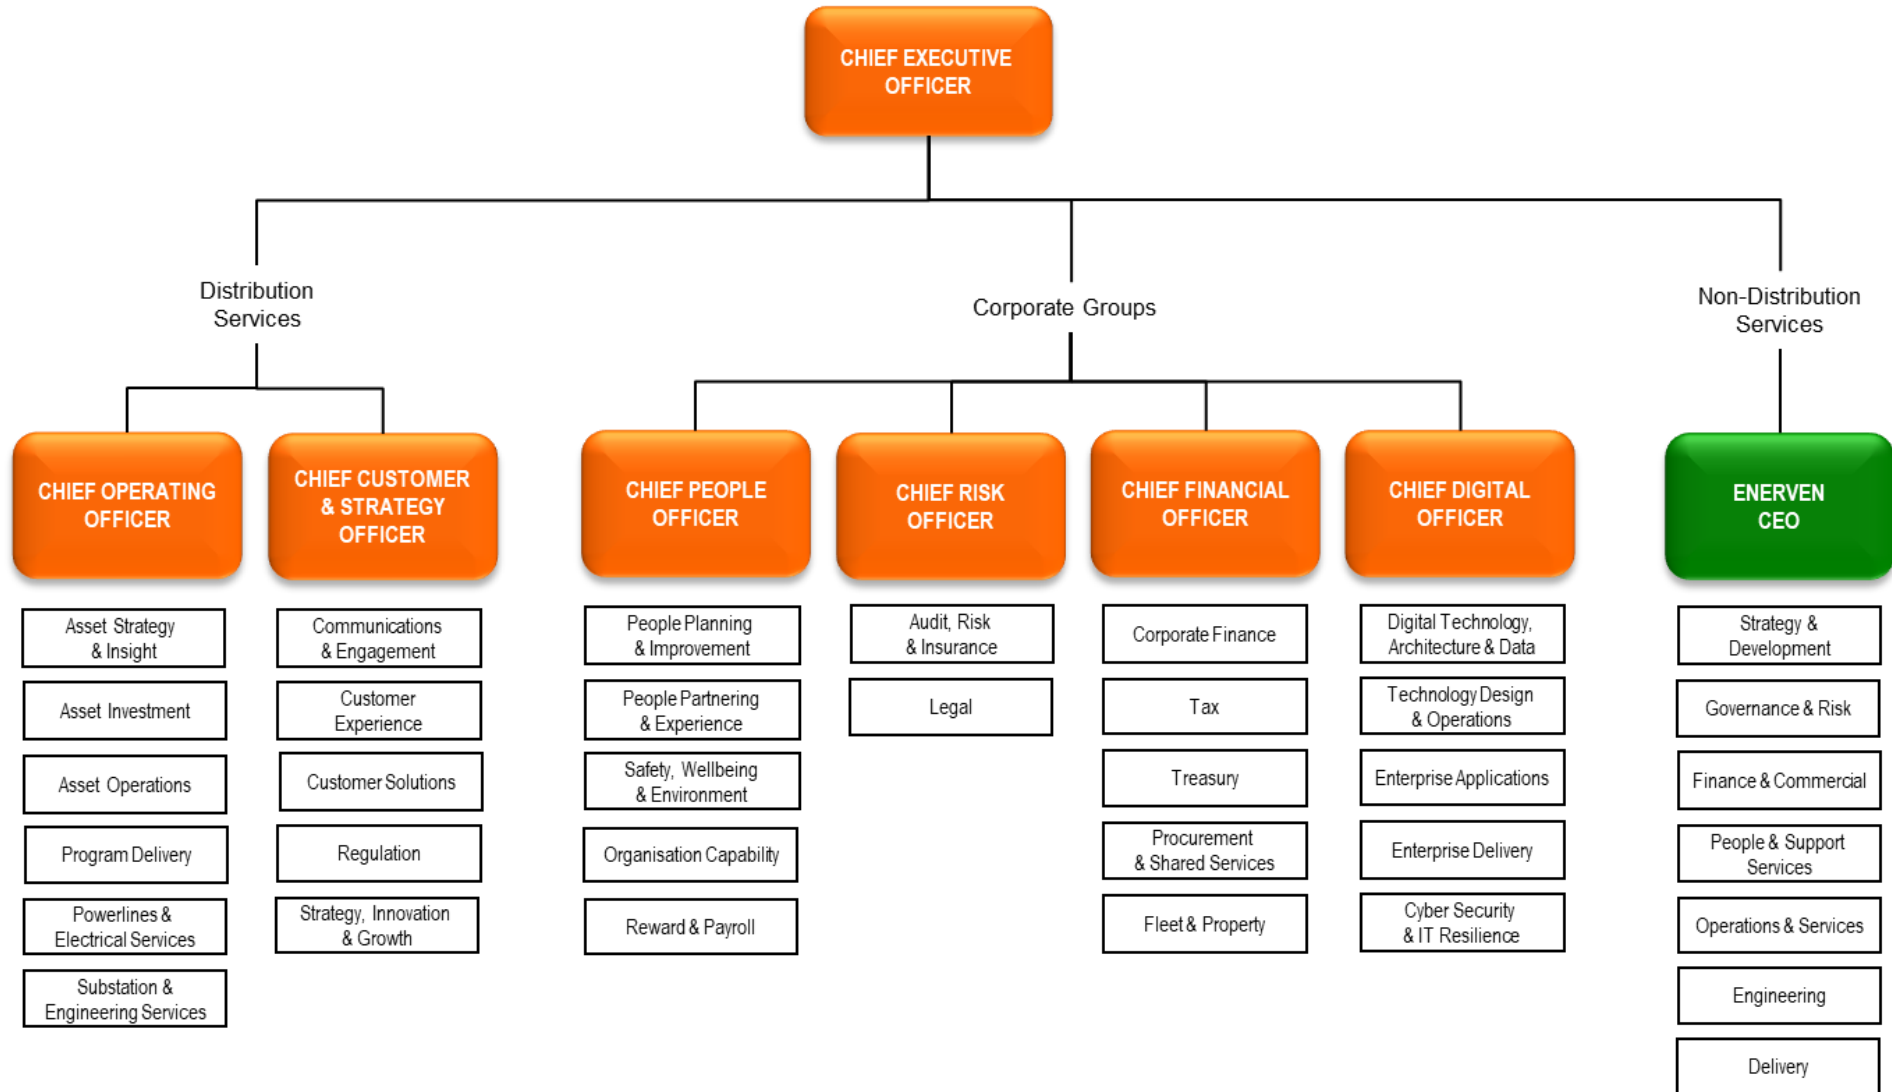 CHIEF EXECUTIVE
OFFICER
Distribution
Services
Corporate Groups
Non-Distribution
Services
CHIEF OPERATING
OFFICER
CHIEF CUSTOMER
& STRATEGY
OFFICER
CHIEF PEOPLE
OFFICER
CHIEF RISK
OFFICER
CHIEF FINANCIAL
OFFICER
CHIEF DIGITAL
OFFICER
ENERVEN
CEO
Asset Strategy
& Insight
Asset Investment
Asset Operations
Program Delivery
Powerlines &
Electrical Services
Substation &
Engineering Services
Communications
& Engagement
Customer
Experience
Customer Solutions
Regulation
Strategy, Innovation
& Growth
People Planning
& Improvement
People Partnering
& Experience
Safety, Wellbeing
& Environment
Organisation Capability
Reward & Payroll
Audit, Risk
& Insurance
Legal
Corporate Finance
Tax
Treasury
Procurement
& Shared Services
Fleet & Property
Digital Technology,
Architecture & Data
Technology Design
& Operations
Enterprise Applications
Enterprise Delivery
Cyber Security
& IT Resilience
Strategy &
Development
Governance & Risk
Finance & Commercial
People & Support
Services
Operations & Services
Engineering
Delivery